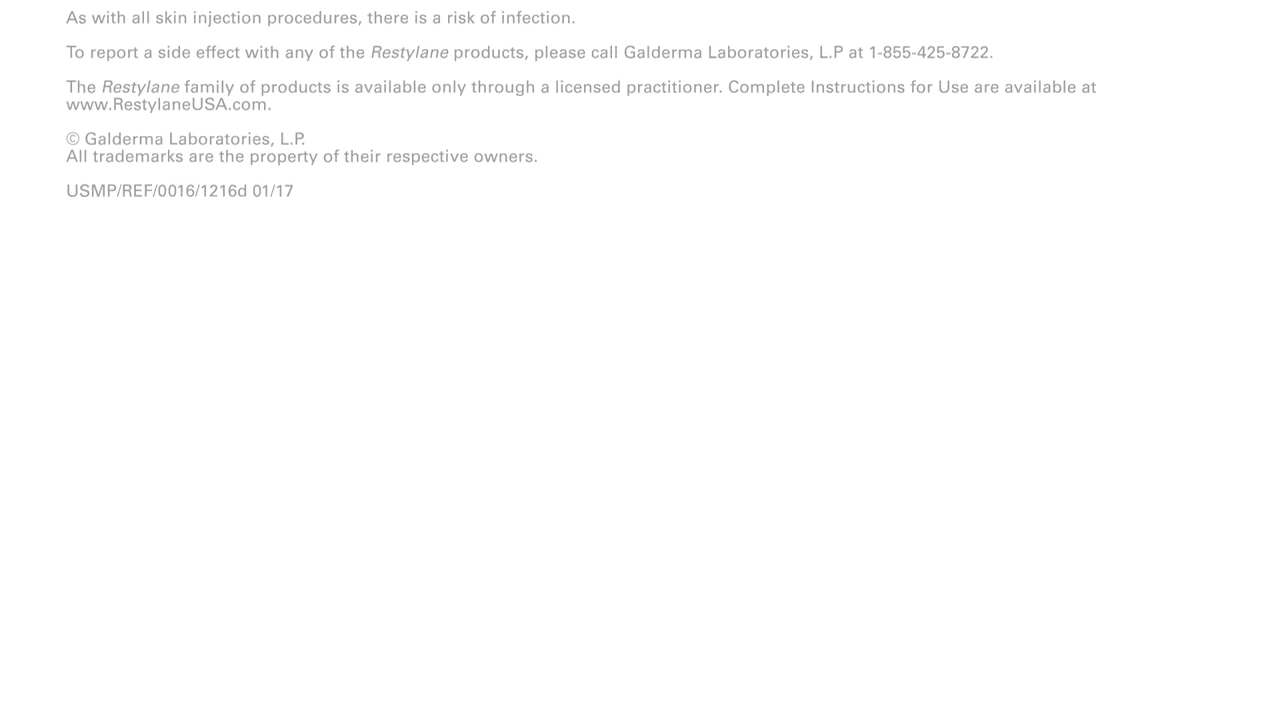 As with all skin injection procedures, there is a risk of infection.
To report a side effect with any of the Restylane products, please call Galderma Laboratories, L.P at 1-855-425-8722.
The Restylane family of products is available only through a licensed practitioner. Complete Instructions for Use are available at
www.RestylaneUSA.com.
© Galderma Laboratories, L.P.
All trademarks are the property of their respective owners.
USMP/REF/0016/1216d 01/17